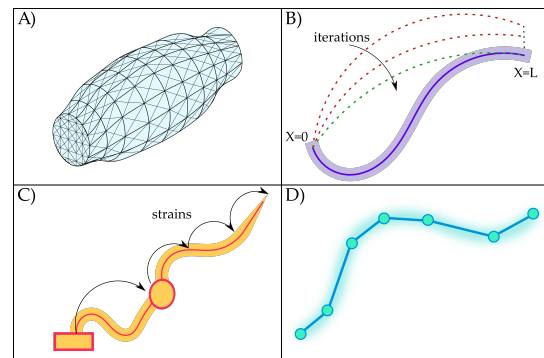 A)
B)
iterations
X=L
X=0
C)
strains
D)